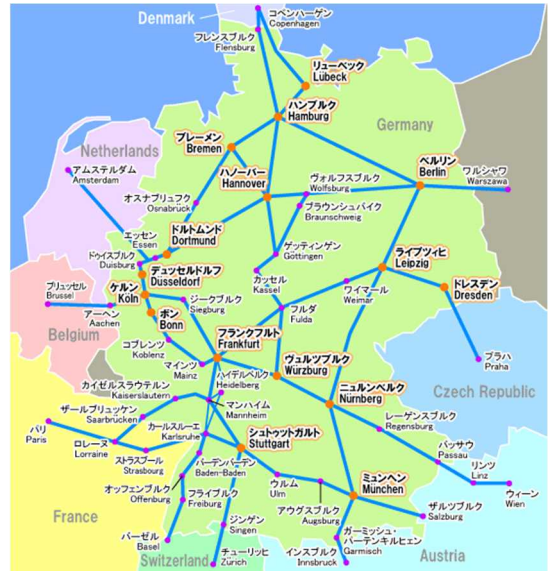 Denmark
コペンハーゲン
Copenhagen
フレンスブルク
Flensburg
リューベック
Lübeck
ハンブルク
Hamburg
Germany
ブレーメン
Bremen
Netherlands
アムステルダム
Amsterdam
ハノーバー
Hannover
ヴォルフスブルク
Wolfsburg
ベルリン
Berlin
ワルシャワ
Warszawa
オスナブリュフク
Osnabrück
ブラウンシュバイク
Braunschweig
エッセン
Essen
ドルトムンド
Dortmund
ゲッティンゲン
Göttingen
ドゥイスブルク
Duisburg
デュッセルドルフ
Düsseldorf
カッセル
Kassel
ライプツィヒ
Leipzig
ブリュッセル
Brussel
ケルン
Köln
ジークブルク
Siegburg
ワイマール
Weimar
ドレスデン
Dresden
アーヘン
Aachen
ボン
Bonn
フルダ
Fulda
Belgium
コブレンツ
Koblenz
フランクフルト
Frankfurt
プラハ
Praha
マインツ
Mainz
ハイデルベルク
Heidelberg
ヴュルツブルク
Würzburg
カイゼルスラウテルン
Kaiserslautern
マンハイム
Mannheim
ニュルンベルク
Nürnberg
Czech Republic
ザールブリュッケン
Saarbrücken
パリ
Paris
カールスルーエ
Karlsruhe
シュトゥットガルト
Stuttgart
レーゲンスブルク
Regensburg
ロレーヌ
Lorraine
ストラスブール
Strasbourg
バーデンバーデン
Baden-Baden
パッサウ
Passau
リンツ
Linz
オッフェンブルク
Offenburg
ウルム
Ulm
ミュンヘン
München
ウィーン
Wien
フライブルク
Freiburg
アウグスブルク
Augsburg
France
ザルツブルク
Salzburg
バーゼル
Basel
ジンゲン
Singen
ガーミッシュ・
パーテンキルヒェン
Garmisch
Switzerland
チューリッヒ
Zürich
インスブルク
Innsbruck
Austria